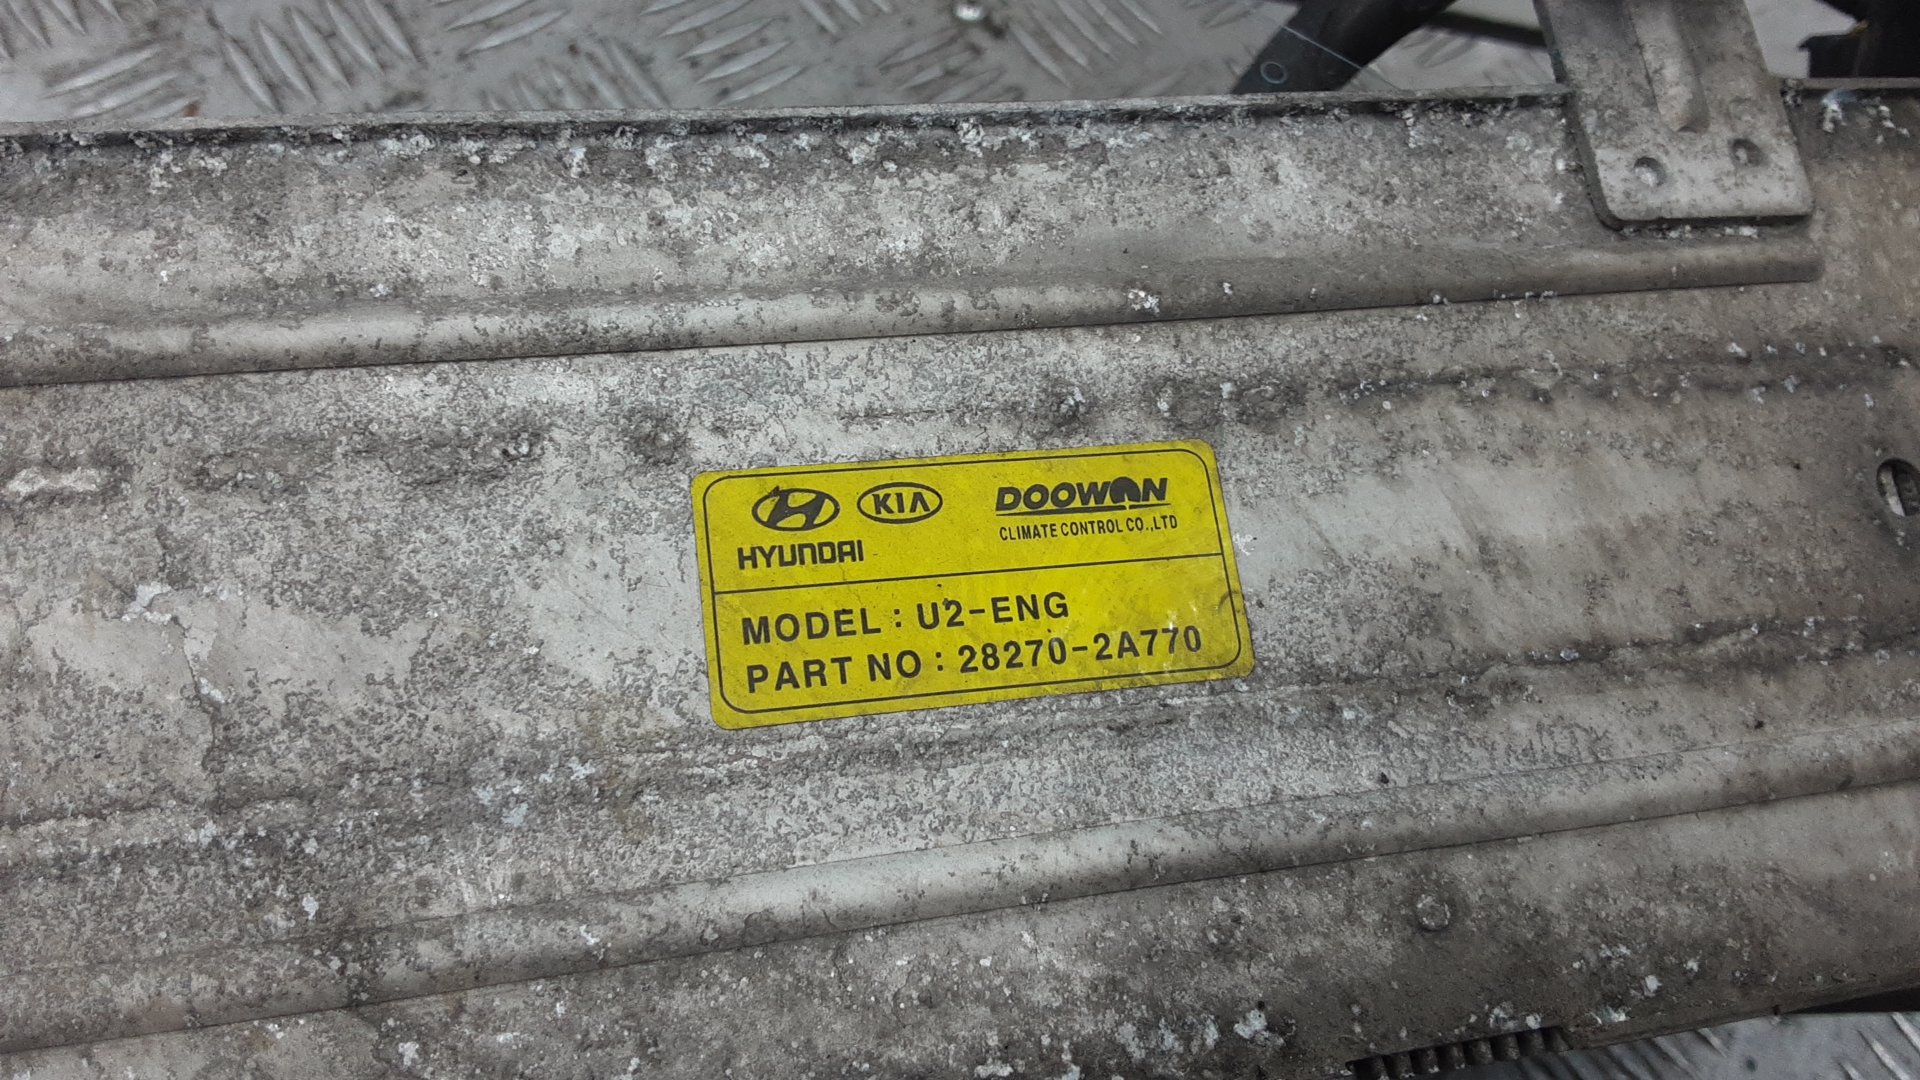 KIA
DOOWON
CLIMATE CONTROL CO.,LTD
HYUNDAI
MODEL : U2-ENG
PART NO : 28270-2A770